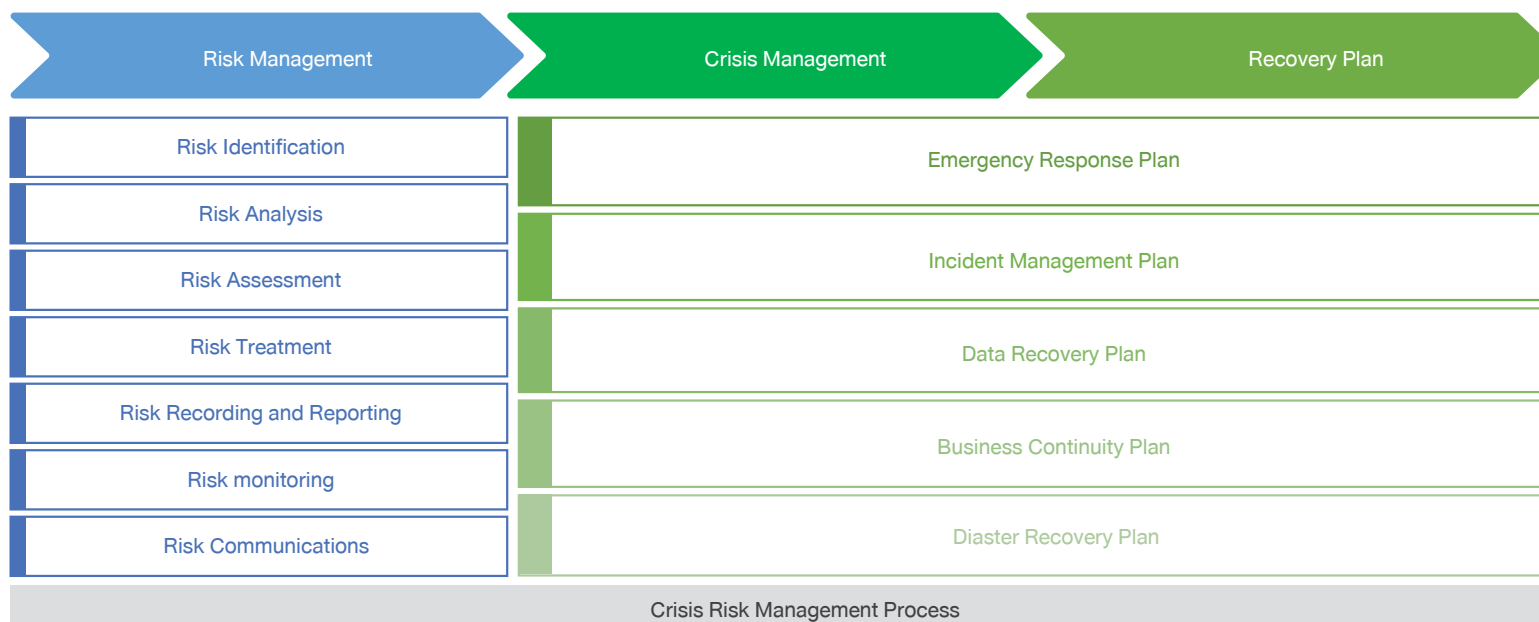 Risk Management
Crisis Management
Recovery Plan
Risk Identification
Risk Analysis
Risk Assessment
Risk Treatment
Risk Recording and Reporting
Risk monitoring
Risk Communications
Emergency Response Plan
Incident Management Plan
Data Recovery Plan
Business Continuity Plan
Diaster Recovery Plan
Crisis Risk Management Process